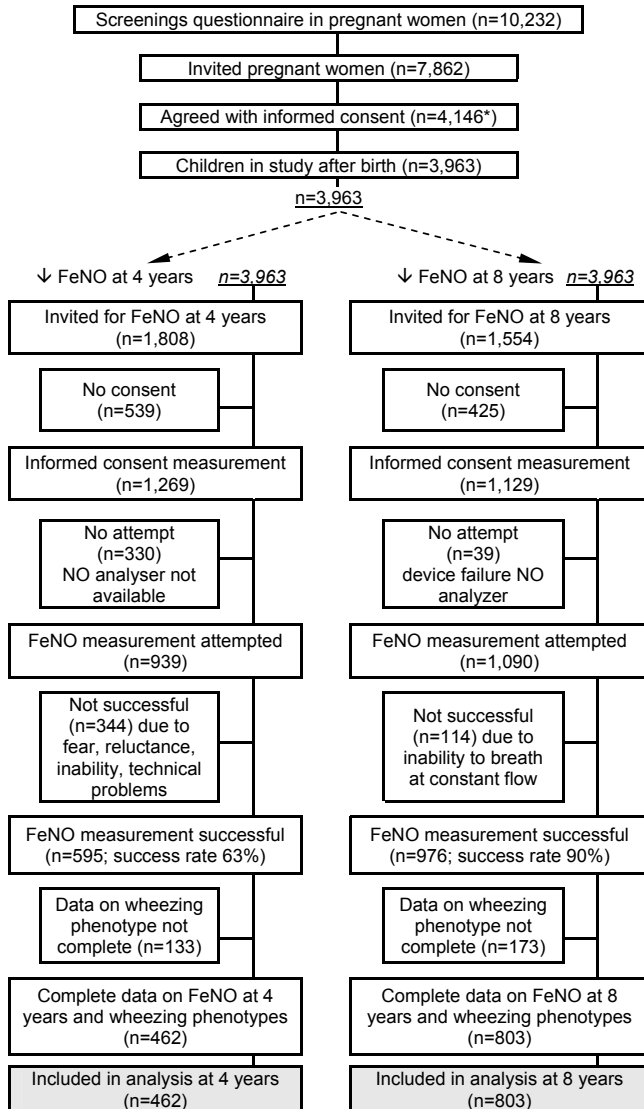 Screenings questionnaire in pregnant women (n=10,232)
Invited pregnant women (n=7,862)
Agreed with informed consent (n=4,146*)
Children in study after birth (n=3,963)
n=3,963
↓ FeNO at 4 years n=3,963
Invited for FeNO at 4 years
(n=1,808)
No consent
(n=539)
Informed consent measurement
(n=1,269)
No attempt
(n=330)
NO analyser not
available
FeNO measurement attempted
(n=939)
Not successful
(n=344) due to
fear, reluctance,
inability, technical
problems
FeNO measurement successful
(n=595; success rate 63%)
Data on wheezing
phenotype not
complete (n=133)
Complete data on FeNO at 4
years and wheezing phenotypes
(n=462)
Included in analysis at 4 years
(n=462)
↓ FeNO at 8 years n=3,963
Invited for FeNO at 8 years
(n=1,554)
No consent
(n=425)
Informed consent measurement
(n=1,129)
No attempt
(n=39)
device failure NO
analyzer
FeNO measurement attempted
(n=1,090)
Not successful
(n=114) due to
inability to breath
at constant flow
FeNO measurement successful
(n=976; success rate 90%)
Data on wheezing
phenotype not
complete (n=173)
Complete data on FeNO at 8
years and wheezing phenotypes
(n=803)
Included in analysis at 8 years
(n=803)